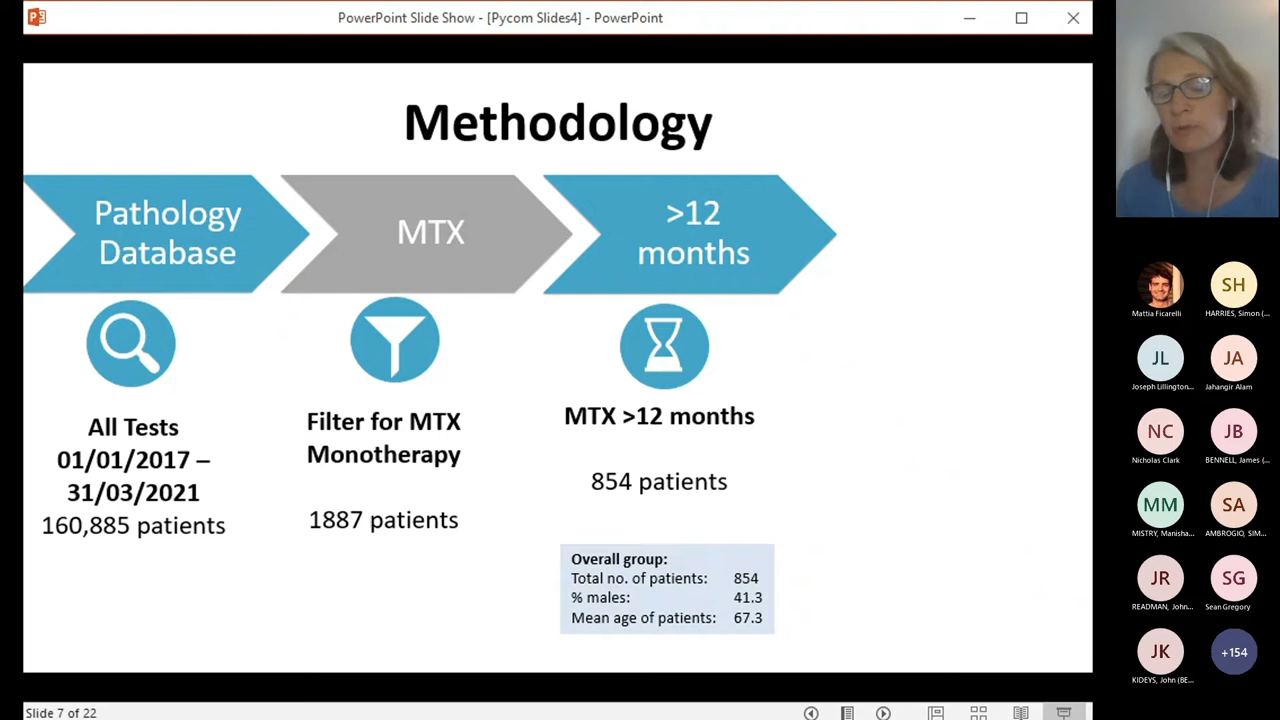 PowerPoint Slide Show - [Pycom Slides4] - PowerPoint
Methodology
Pathology
Database
MTX
>12
months
All Tests
01/01/2017 –
31/03/2021
160,885 patients
Filter for MTX
Monotherapy
1887 patients
MTX >12 months
854 patients
Overall group:
Total no. of patients: 854
% males: 41.3
Mean age of patients: 67.3
Mattia Ficarelli
SH
HARRIES, Simon (...
JL
Joseph Lillington...
JA
Jahangir Alam
NC
Nicholas Clark
JB
BENNELL, James (...
MM
MISTRY, Manisha...
SA
AMBROGIO, SIM...
JR
READMAN, John...
SG
Sean Gregory
JK
KIDEYS, John (BE...
+154
Slide 7 of 22